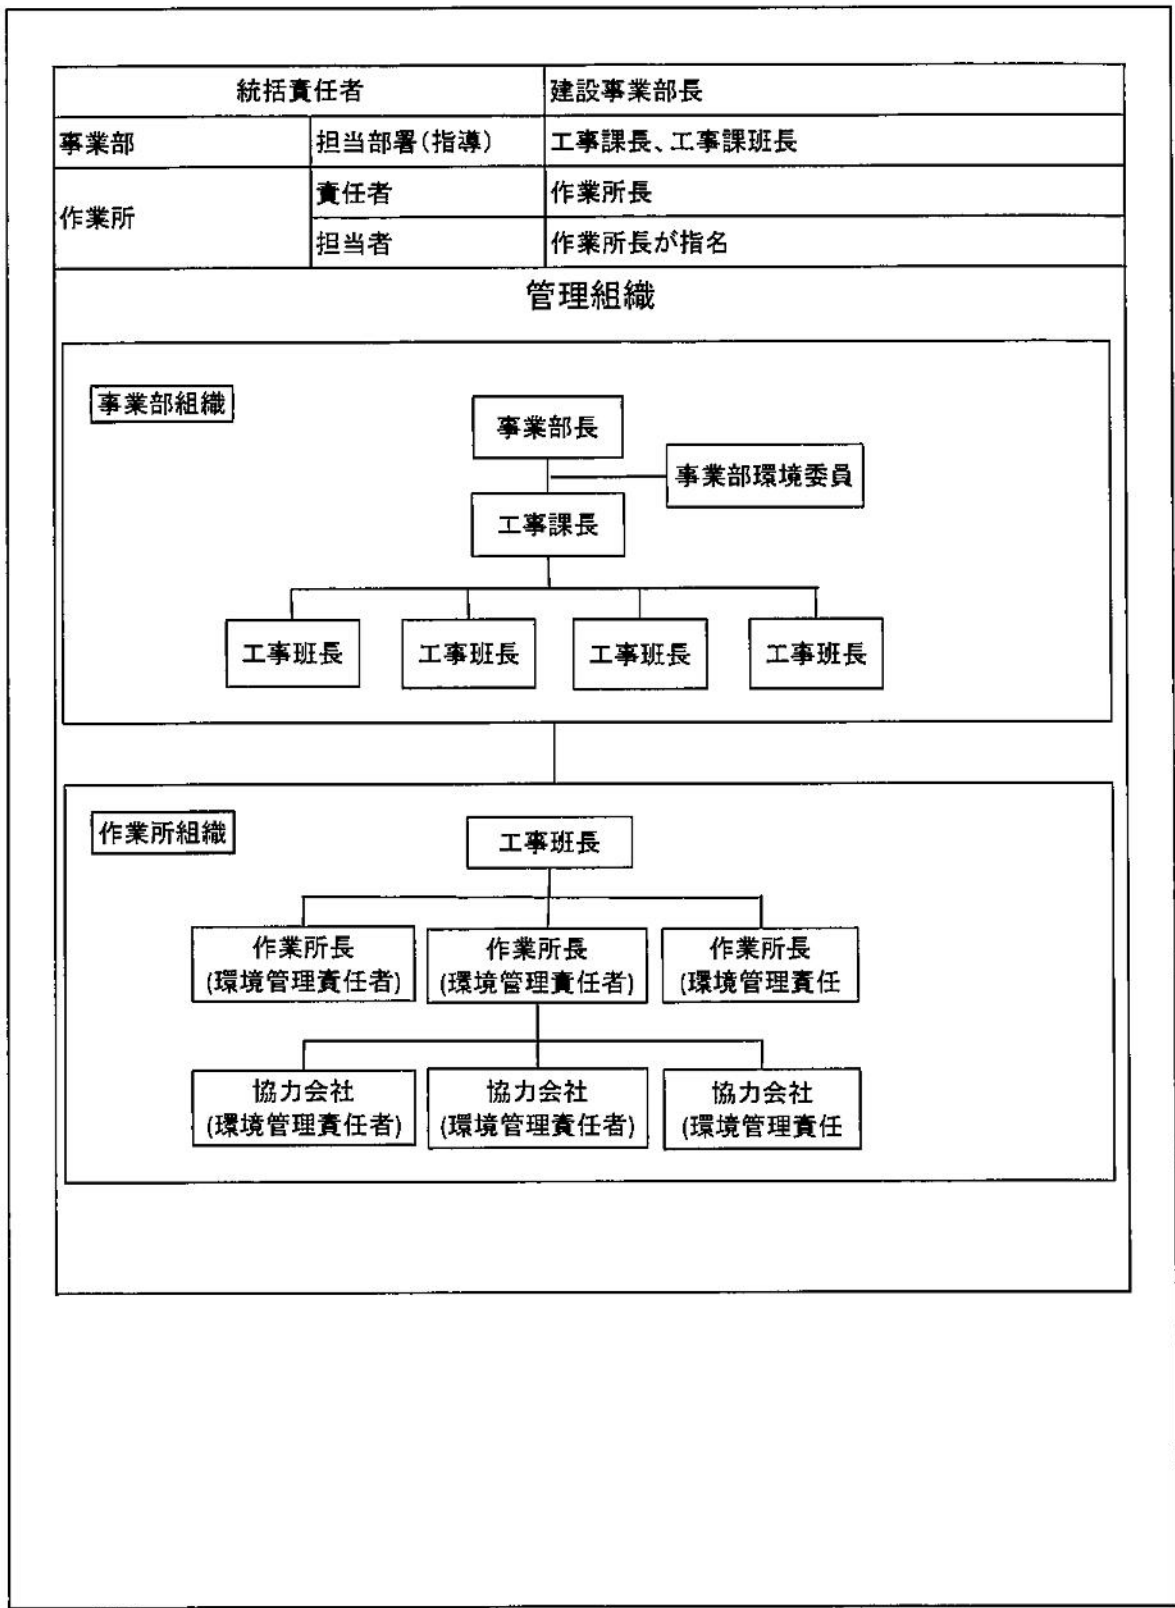 統括責任者 建設事業部長
事業部 担当部署(指導) 工事課長、工事課班長
作業所 責任者 作業所長
担当者 作業所長が指名
管理組織
事業部組織
事業部長
事業部環境委員
工事課長
工事班長 工事班長 工事班長 工事班長
作業所組織
工事班長
作業所長 作業所長 作業所長
(環境管理責任者) (環境管理責任者) (環境管理責任
協力会社 協力会社 協力会社
(環境管理責任者) (環境管理責任者) (環境管理責任